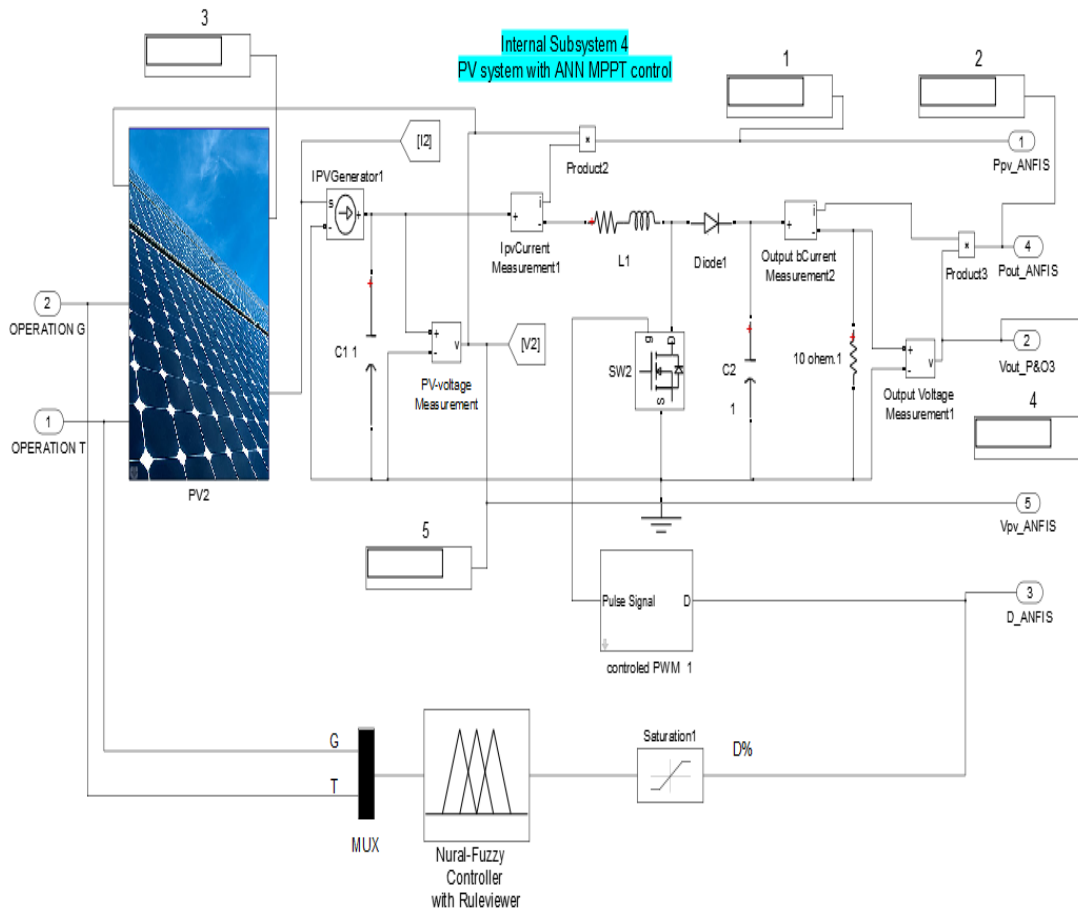 3
Internal Subsystem 4
PV system with ANN MPPT control
1
2
[I2]
IPVGenerator1
s
+
-
Product2
1
Ppv_ANFIS
i
+
-
IpvCurrent
Measurement1
L1
Diode1
i
+
-
Output bCurrent
Measurement2
Product3
4
Pout_ANFIS
2
OPERATION G
1
OPERATION T
PV2
C1 1
+
-
v
PV-voltage
Measurement
[V2]
g
D
S
SW2
C2
1
10 ohem.1
+
-
v
Output Voltage
Measurement1
2
Vout_P&O3
4
5
Vpv_ANFIS
5
Pulse Signal
D
controled PWM 1
3
D_ANFIS
G
T
MUX
Nural-Fuzzy
Controller
with Ruleviewer
Saturation1
D%